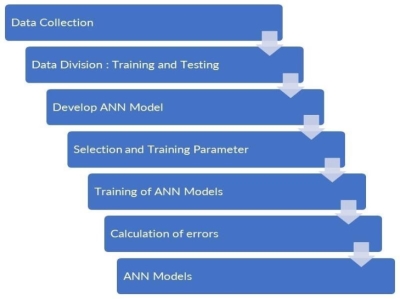 Data Collection
Data Division : Training and Testing
Develop ANN Model
Selection and Training Parameter
Training of ANN Models
Calculation of errors
ANN Models